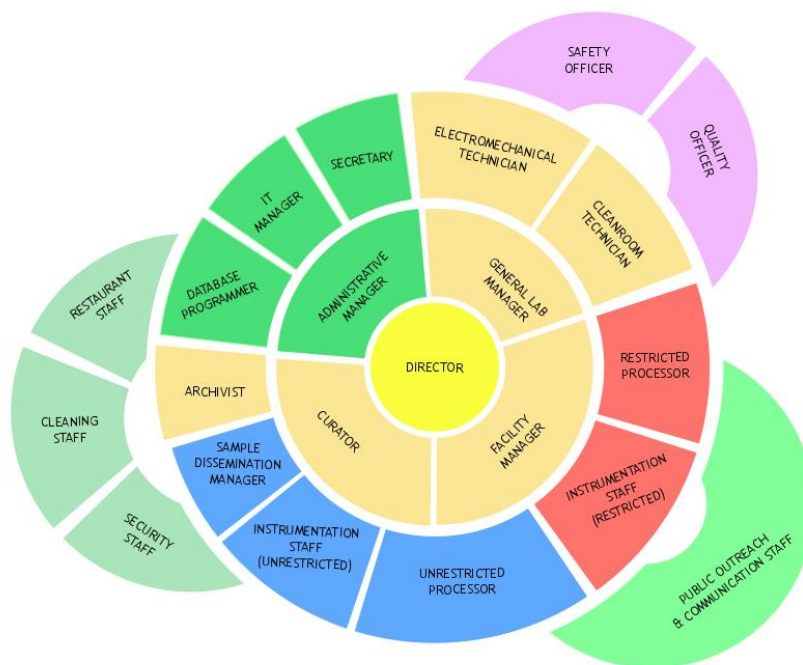 SAFETY
OFFICER
QUALITY
OFFICER
ELECTROMECHANICAL
TECHNICIAN
CLEANROOM
TECHNICIAN
SECRETARY
IT
MANAGER
DATABASE
PROGRAMMER
ADMINISTRATIVE
MANAGER
GENERAL LAB
MANAGER
RESTAURANT
STAFF
DIRECTOR
RESTRICTED
PROCESSOR
ARCHIVIST
CLEANING
STAFF
CURATOR
FACILITY
MANAGER
SAMPLE
DISSEMINATION
MANAGER
INSTRUMENTATION
STAFF
(RESTRICTED)
SECURITY
STAFF
INSTRUMENTATION
STAFF
(UNRESTRICTED)
UNRESTRICTED
PROCESSOR
PUBLIC OUTREACH
& COMMUNICATION STAFF